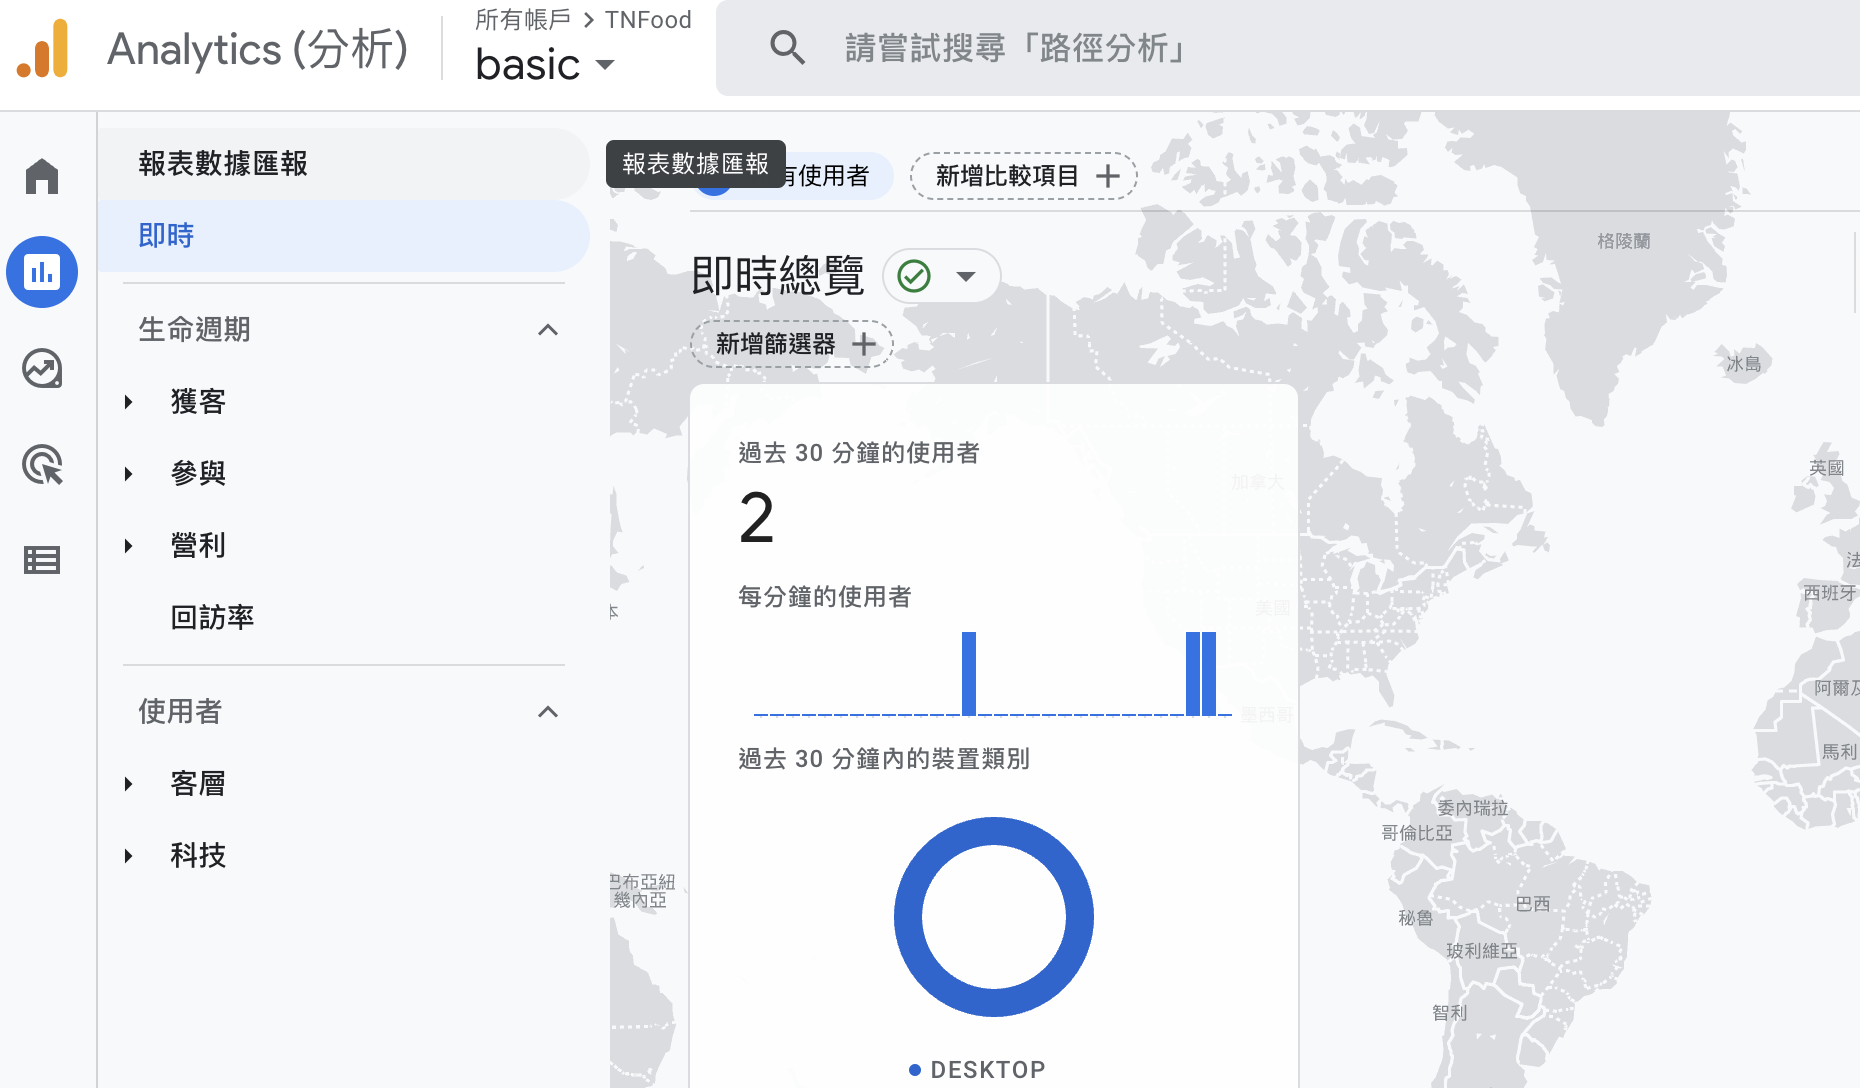 Analytics (分析)
所有帳戶 > TNFood
basic
請嘗試搜尋「路徑分析」
報表數據匯報
即時
生命週期
獲客
參與
營利
回訪率
使用者
客層
科技
報表數據匯報
有使用者
新增比較項目
即時總覽
新增篩選器
過去 30 分鐘的使用者
2
每分鐘的使用者
過去 30 分鐘內的裝置類別
DESKTOP
格陵蘭
冰島
英國
加拿大
法
西班牙
美國
本
阿爾及
墨西哥
馬利
委內瑞拉
哥倫比亞
巴布亞紐
幾內亞
巴西
秘魯
玻利維亞
智利